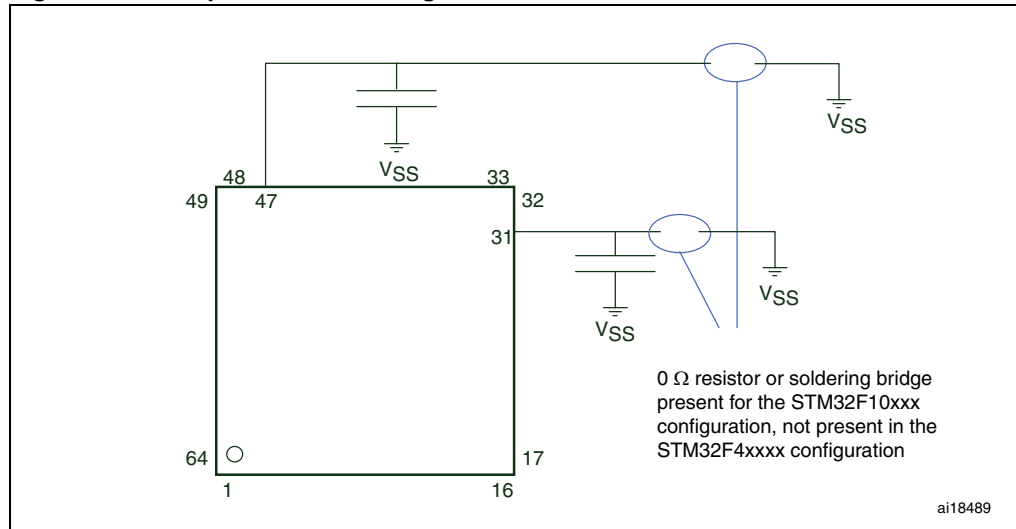 VSS
VSS
48
33
49
47
32
31
VSS
VSS
0 Ω resistor or soldering bridge
present for the STM32F10xxx
configuration, not present in the
STM32F4xxxx configuration
64
17
1
16
ai18489